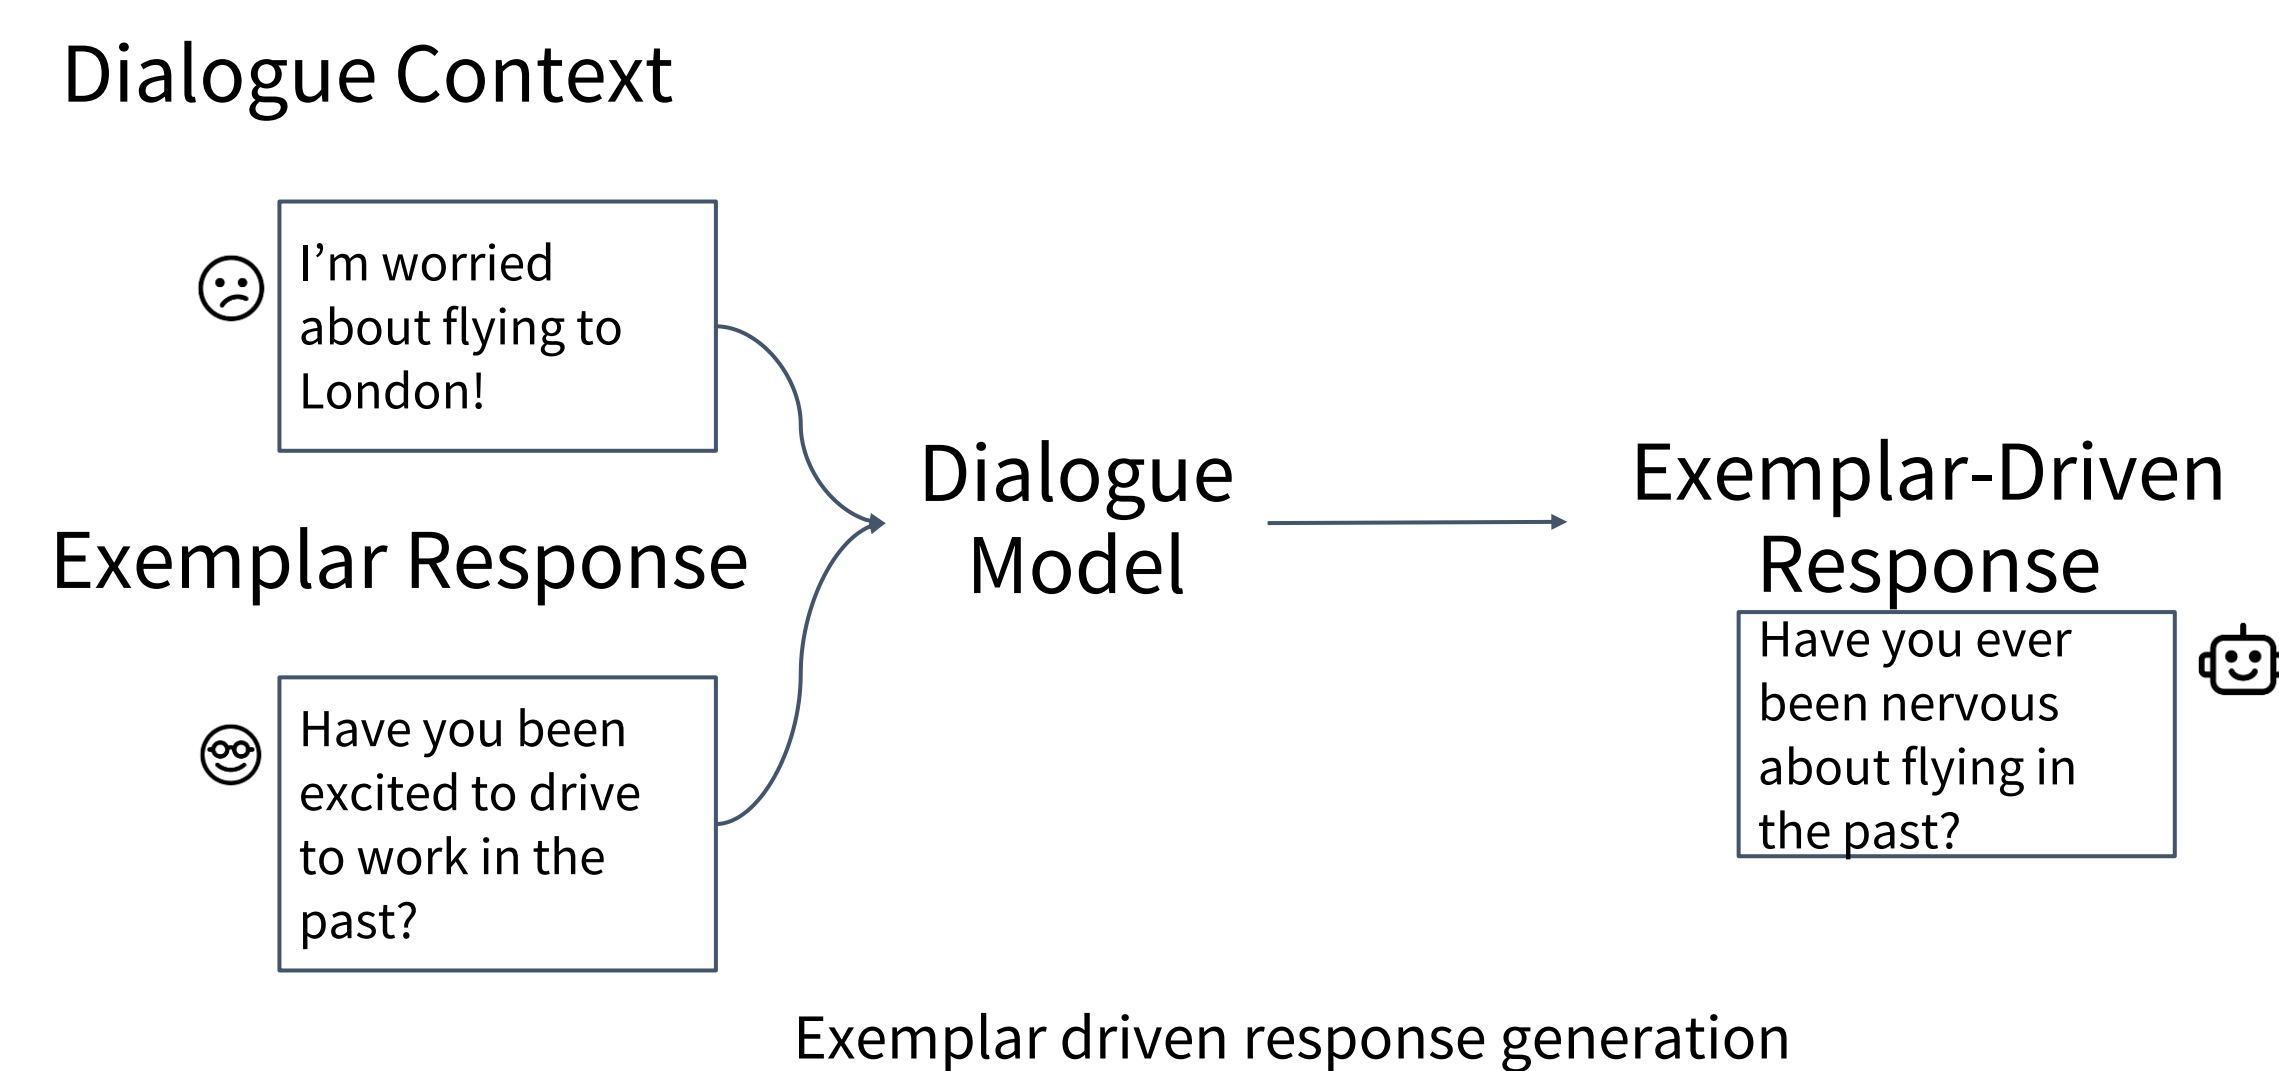 Dialogue Context
I’m worried
about flying to
London!
Exemplar Response
Have you been
excited to drive
to work in the
past?
Dialogue
Model
Exemplar-Driven
Response
Have you ever
been nervous
about flying in
the past?
Exemplar driven response generation